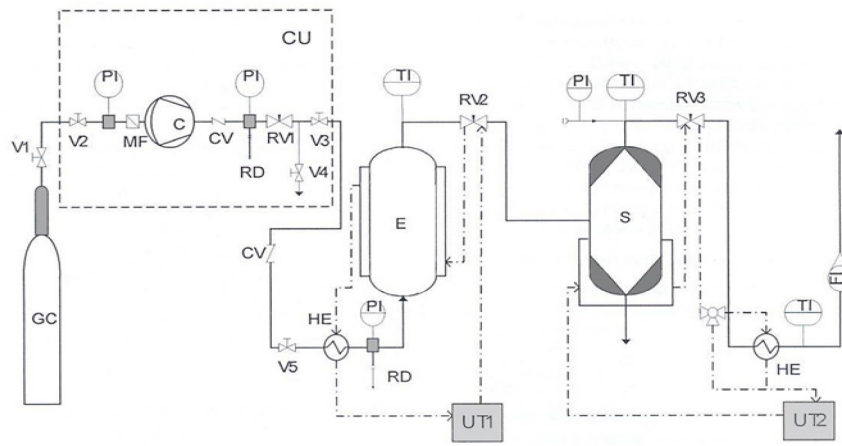 CU
PI
PI
TI
RV2
PI
TI
RV3
V1
V2
MF
C
CV
RV1
V3
RD
V4
E
S
CV
GC
HE
PI
V5
RD
UT1
TI
HE
FI
UT2